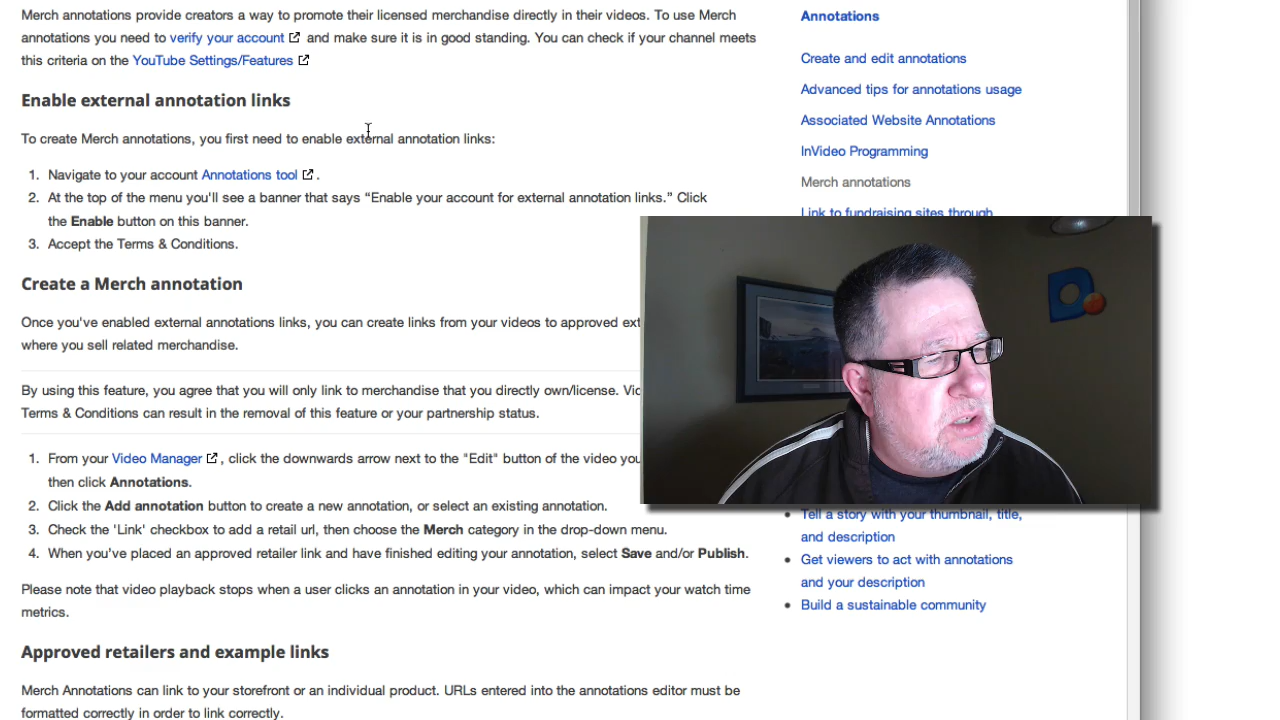 Merch annotations provide creators a way to promote their licensed merchandise directly in their videos. To use Merch
annotations you need to verify your account and make sure it is in good standing. You can check if your channel meets
this criteria on the YouTube Settings/Features
Enable external annotation links
To create Merch annotations, you first need to enable external annotation links:
1. Navigate to your account Annotations tool .
2. At the top of the menu you'll see a banner that says “Enable your account for external annotation links.” Click
the Enable button on this banner.
3. Accept the Terms & Conditions.
Create a Merch annotation
Once you've enabled external annotations links, you can create links from your videos to approved ext
where you sell related merchandise.
By using this feature, you agree that you will only link to merchandise that you directly own/license. Vio
Terms & Conditions can result in the removal of this feature or your partnership status.
1. From your Video Manager , click the downwards arrow next to the "Edit" button of the video you
then click Annotations.
2. Click the Add annotation button to create a new annotation, or select an existing annotation.
3. Check the 'Link' checkbox to add a retail url, then choose the Merch category in the drop-down menu.
4. When you've placed an approved retailer link and have finished editing your annotation, select Save and/or Publish.
Please note that video playback stops when a user clicks an annotation in your video, which can impact your watch time
metrics.
Approved retailers and example links
Merch Annotations can link to your storefront or an individual product. URLs entered into the annotations editor must be
formatted correctly in order to link correctly.
Annotations
Create and edit annotations
Advanced tips for annotations usage
Associated Website Annotations
InVideo Programming
Merch annotations
Link to fundraising sites through
Tell a story with your thumbnail, title,
and description
Get viewers to act with annotations
and your description
Build a sustainable community